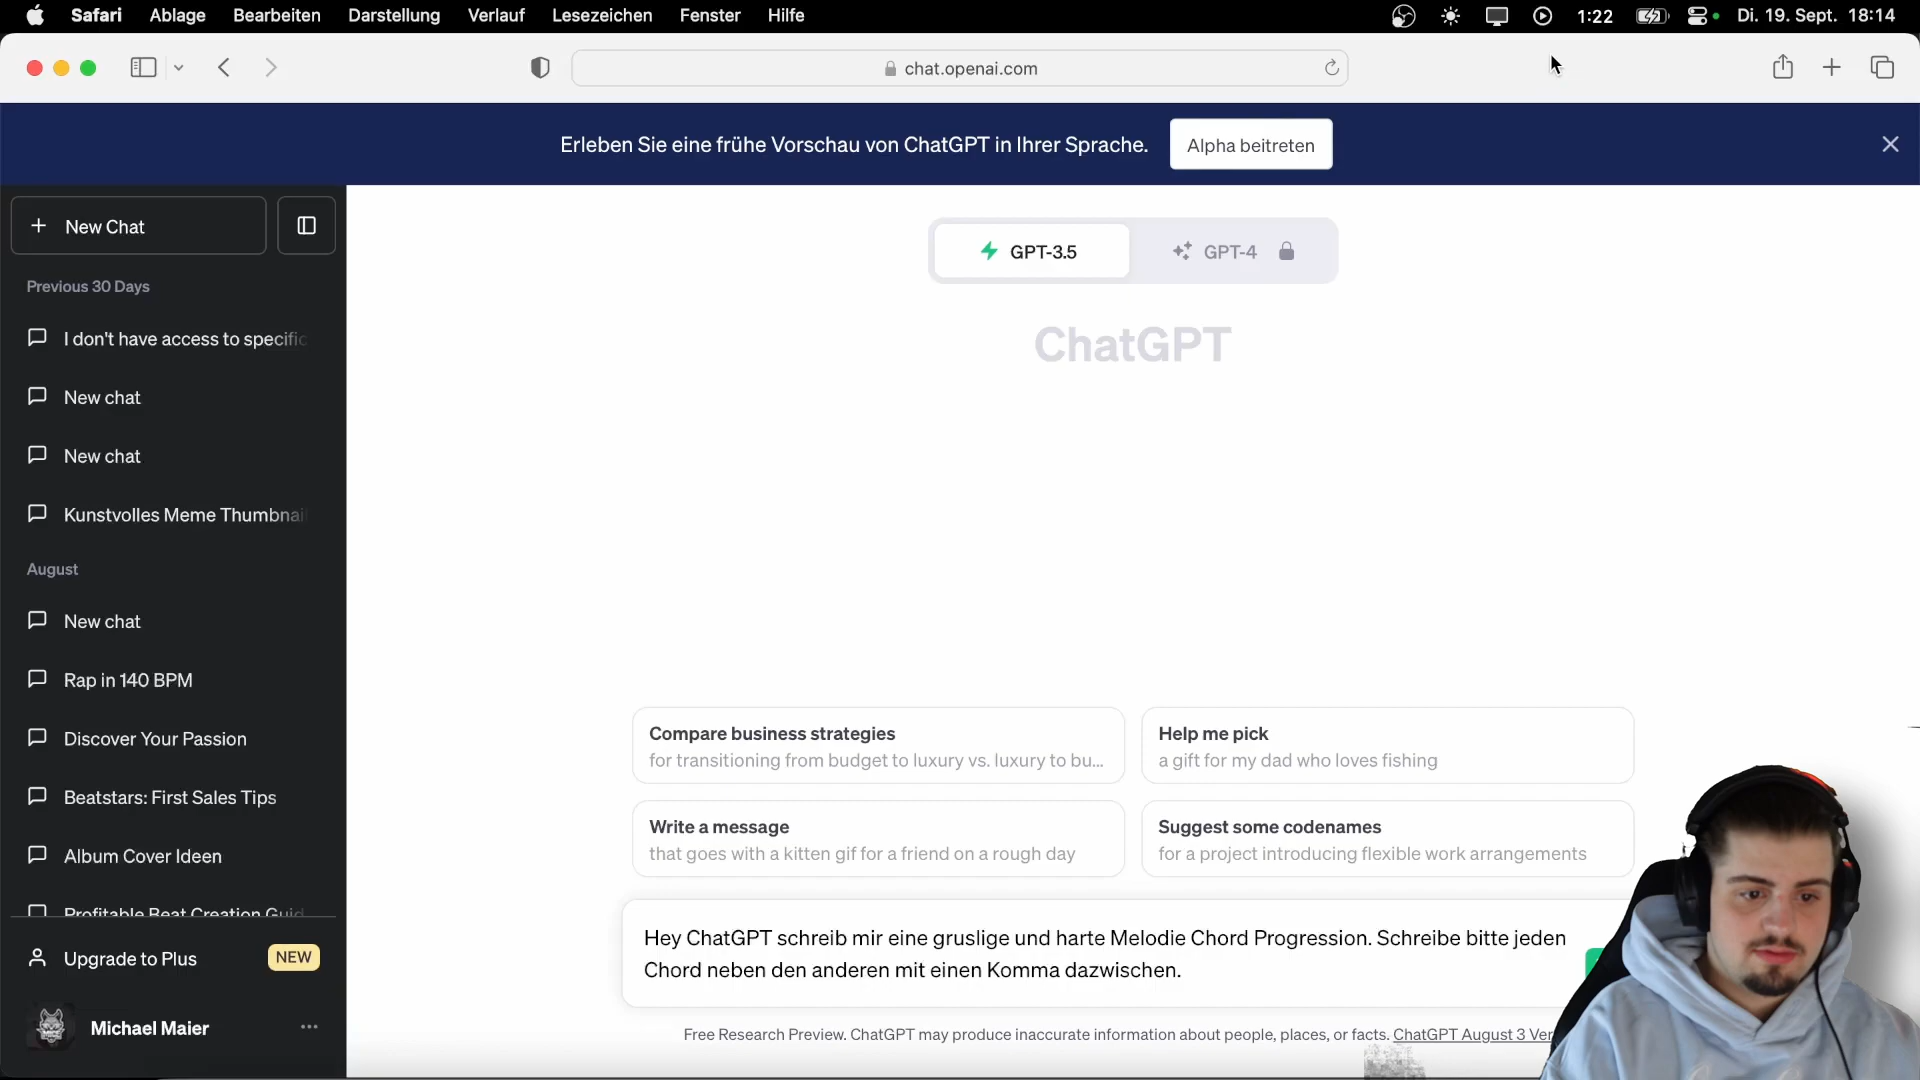 Safari Ablage Bearbeiten Darstellung Verlauf Lesezeichen Fenster Hilfe 1:22 Di. 19. Sept. 18:14
chat.openai.com
Erleben Sie eine frühe Vorschau von ChatGPT in Ihrer Sprache. Alpha beitreten
New Chat
Previous 30 Days
I don't have access to specific
New chat
New chat
Kunstvolles Meme Thumbnail
August
New chat
Rap in 140 BPM
Discover Your Passion
Beatstars: First Sales Tips
Album Cover Ideen
Profitable Beat Creation Guid
Upgrade to Plus NEW
Michael Maier
GPT-3.5 GPT-4
ChatGPT
Compare business strategies
for transitioning from budget to luxury vs. luxury to bu...
Help me pick
a gift for my dad who loves fishing
Write a message
that goes with a kitten gif for a friend on a rough day
Suggest some codenames
for a project introducing flexible work arrangements
Hey ChatGPT schreib mir eine gruslige und harte Melodie Chord Progression. Schreibe bitte jeden
Chord neben den anderen mit einen Komma dazwischen.
Free Research Preview. ChatGPT may produce inaccurate information about people, places, or facts. ChatGPT August 3 Ver